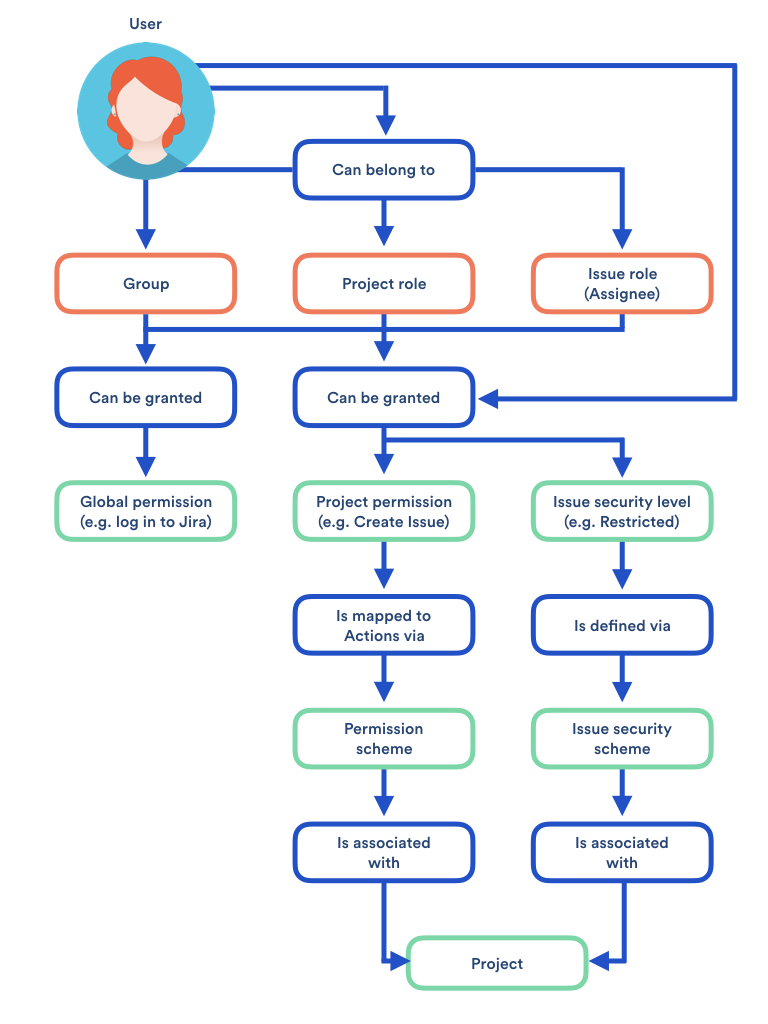 User
Can belong to
Group
Project role
Issue role
(Assignee)
Can be granted
Can be granted
Global permission
(e.g. log in to Jira)
Project permission
(e.g. Create Issue)
Issue security level
(e.g. Restricted)
Is mapped to
Actions via
Is defined via
Permission
scheme
Issue security
scheme
Is associated
with
Is associated
with
Project